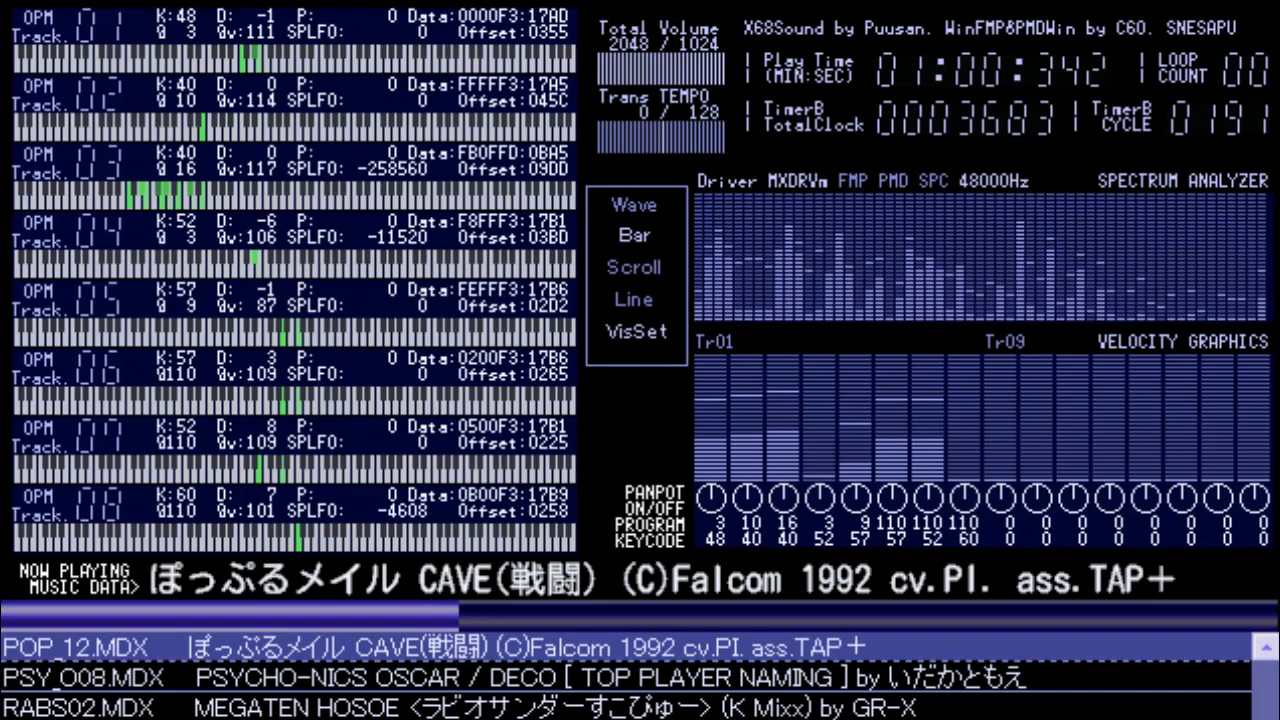 OPM Track. 01 K:48 @ 3 D: -1 P: 0 Data:0000F3:17AD
@v:111 SPLFO: 0 Offset:0355
OPM Track. 02 K:40 @ 10 D: 0 P: 0 Data:FFFFF3:17A5
@v:114 SPLFO: 0 Offset:045C
OPM Track. 03 K:40 @ 16 D: 0 P: 0 Data:FB0FFD:0BA5
@v:117 SPLFO: -258560 Offset:09DD
OPM Track. 04 K:52 @ 3 D: -6 P: 0 Data:F8FFF3:17B1
@v:106 SPLFO: -11520 Offset:03BD
OPM Track. 05 K:57 @ 9 D: -1 P: 0 Data:FEFFF3:17B6
@v: 87 SPLFO: 0 Offset:02D2
OPM Track. 06 K:57 @110 D: 3 P: 0 Data:0200F3:17B6
@v:109 SPLFO: 0 Offset:0265
OPM Track. 07 K:52 @110 D: 8 P: 0 Data:0500F3:17B1
@v:109 SPLFO: 0 Offset:0225
OPM Track. 08 K:60 @110 D: 7 P: 0 Data:0B00F3:17B9
@v:101 SPLFO: -4608 Offset:0258
Total Volume
2048 / 1024
Trans TEMPO
0 / 128
X68Sound by Puusan. WinFMP&PMDWin by C60. SNESAPU
Play Time (MIN:SEC) 01:00:342 LOOP COUNT 00
TimerB TotalClock 0003683 TimerB CYCLE 0191
Wave
Bar
Scroll
Line
VisSet
Driver MXDRVm FMP PMD SPC 48000Hz SPECTRUM ANALYZER
Tr01 Tr09 VELOCITY GRAPHICS
PANPOT
ON/OFF
PROGRAM 3 10 16 3 9 110 110 110 0 0 0 0 0 0 0 0
KEYCODE 48 40 40 52 57 57 52 60 0 0 0 0 0 0 0 0
NOW PLAYING MUSIC DATA> ぽっぷるメイル CAVE(戦闘) (C)Falcom 1992 cv.PI. ass.TAP+
POP_12.MDX ぽっぷるメイル CAVE(戦闘) (C)Falcom 1992 cv.PI. ass.TAP+
PSY_008.MDX PSYCHO-NICS OSCAR / DECO [ TOP PLAYER NAMING ] by いだかともえ
RABS02.MDX MEGATEN HOSOE <ラビオサンダーすこぴゅー> (K Mixx) by GR-X